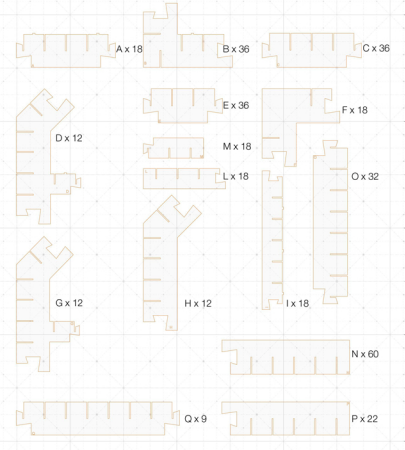 A x 18
B x 36
C x 36
E x 36
F x 18
D x 12
M x 18
L x 18
O x 32
G x 12
H x 12
I x 18
N x 60
Q x 9
P x 22